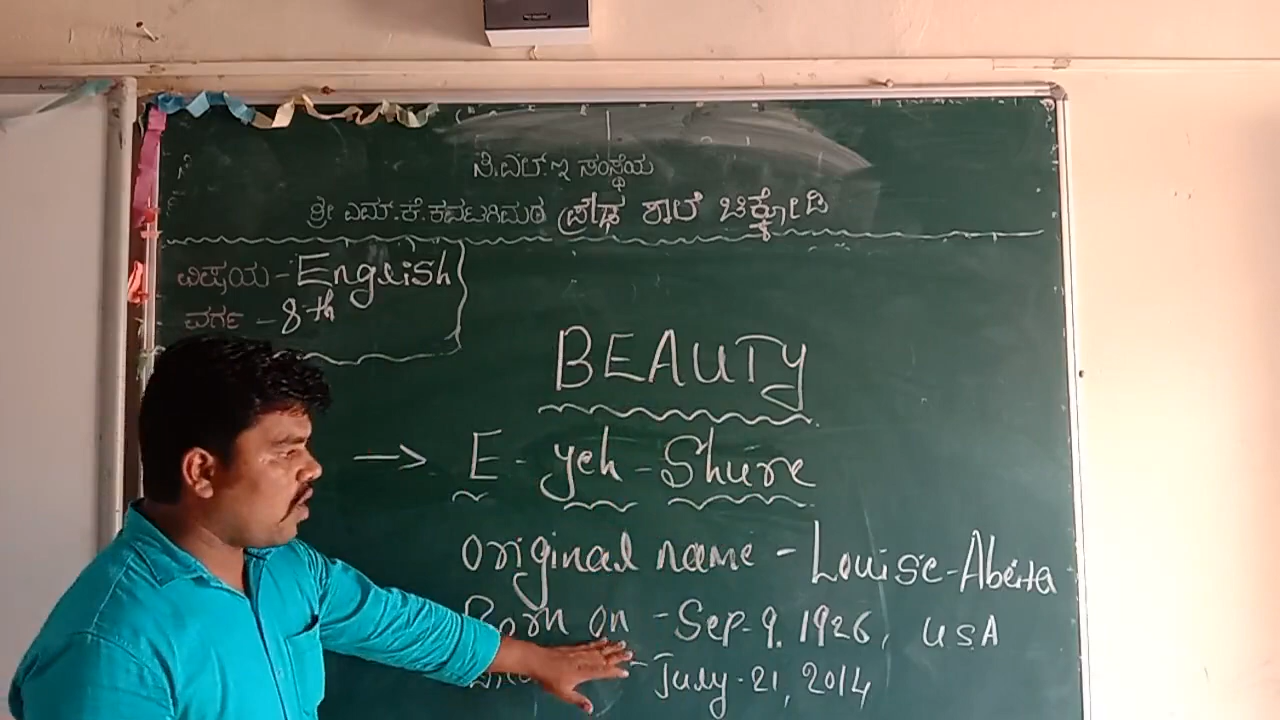 ಸಿ.ಎಲ್.ಇ ಸಂಸ್ಥೆಯ
ಶ್ರೀ ಎಮ್.ಕೆ.ಕವಟಗಿಮಠ ಪ್ರೌಢ ಶಾಲೆ ಚಿಕ್ಕೋಡಿ
ವಿಷಯ - English
ವರ್ಗ - 8th
BEAUTY
→ E - yeh - Shure
Original name - Louise-Abeita
Born on - Sep. 9. 1926, USA
- July. 21, 2014